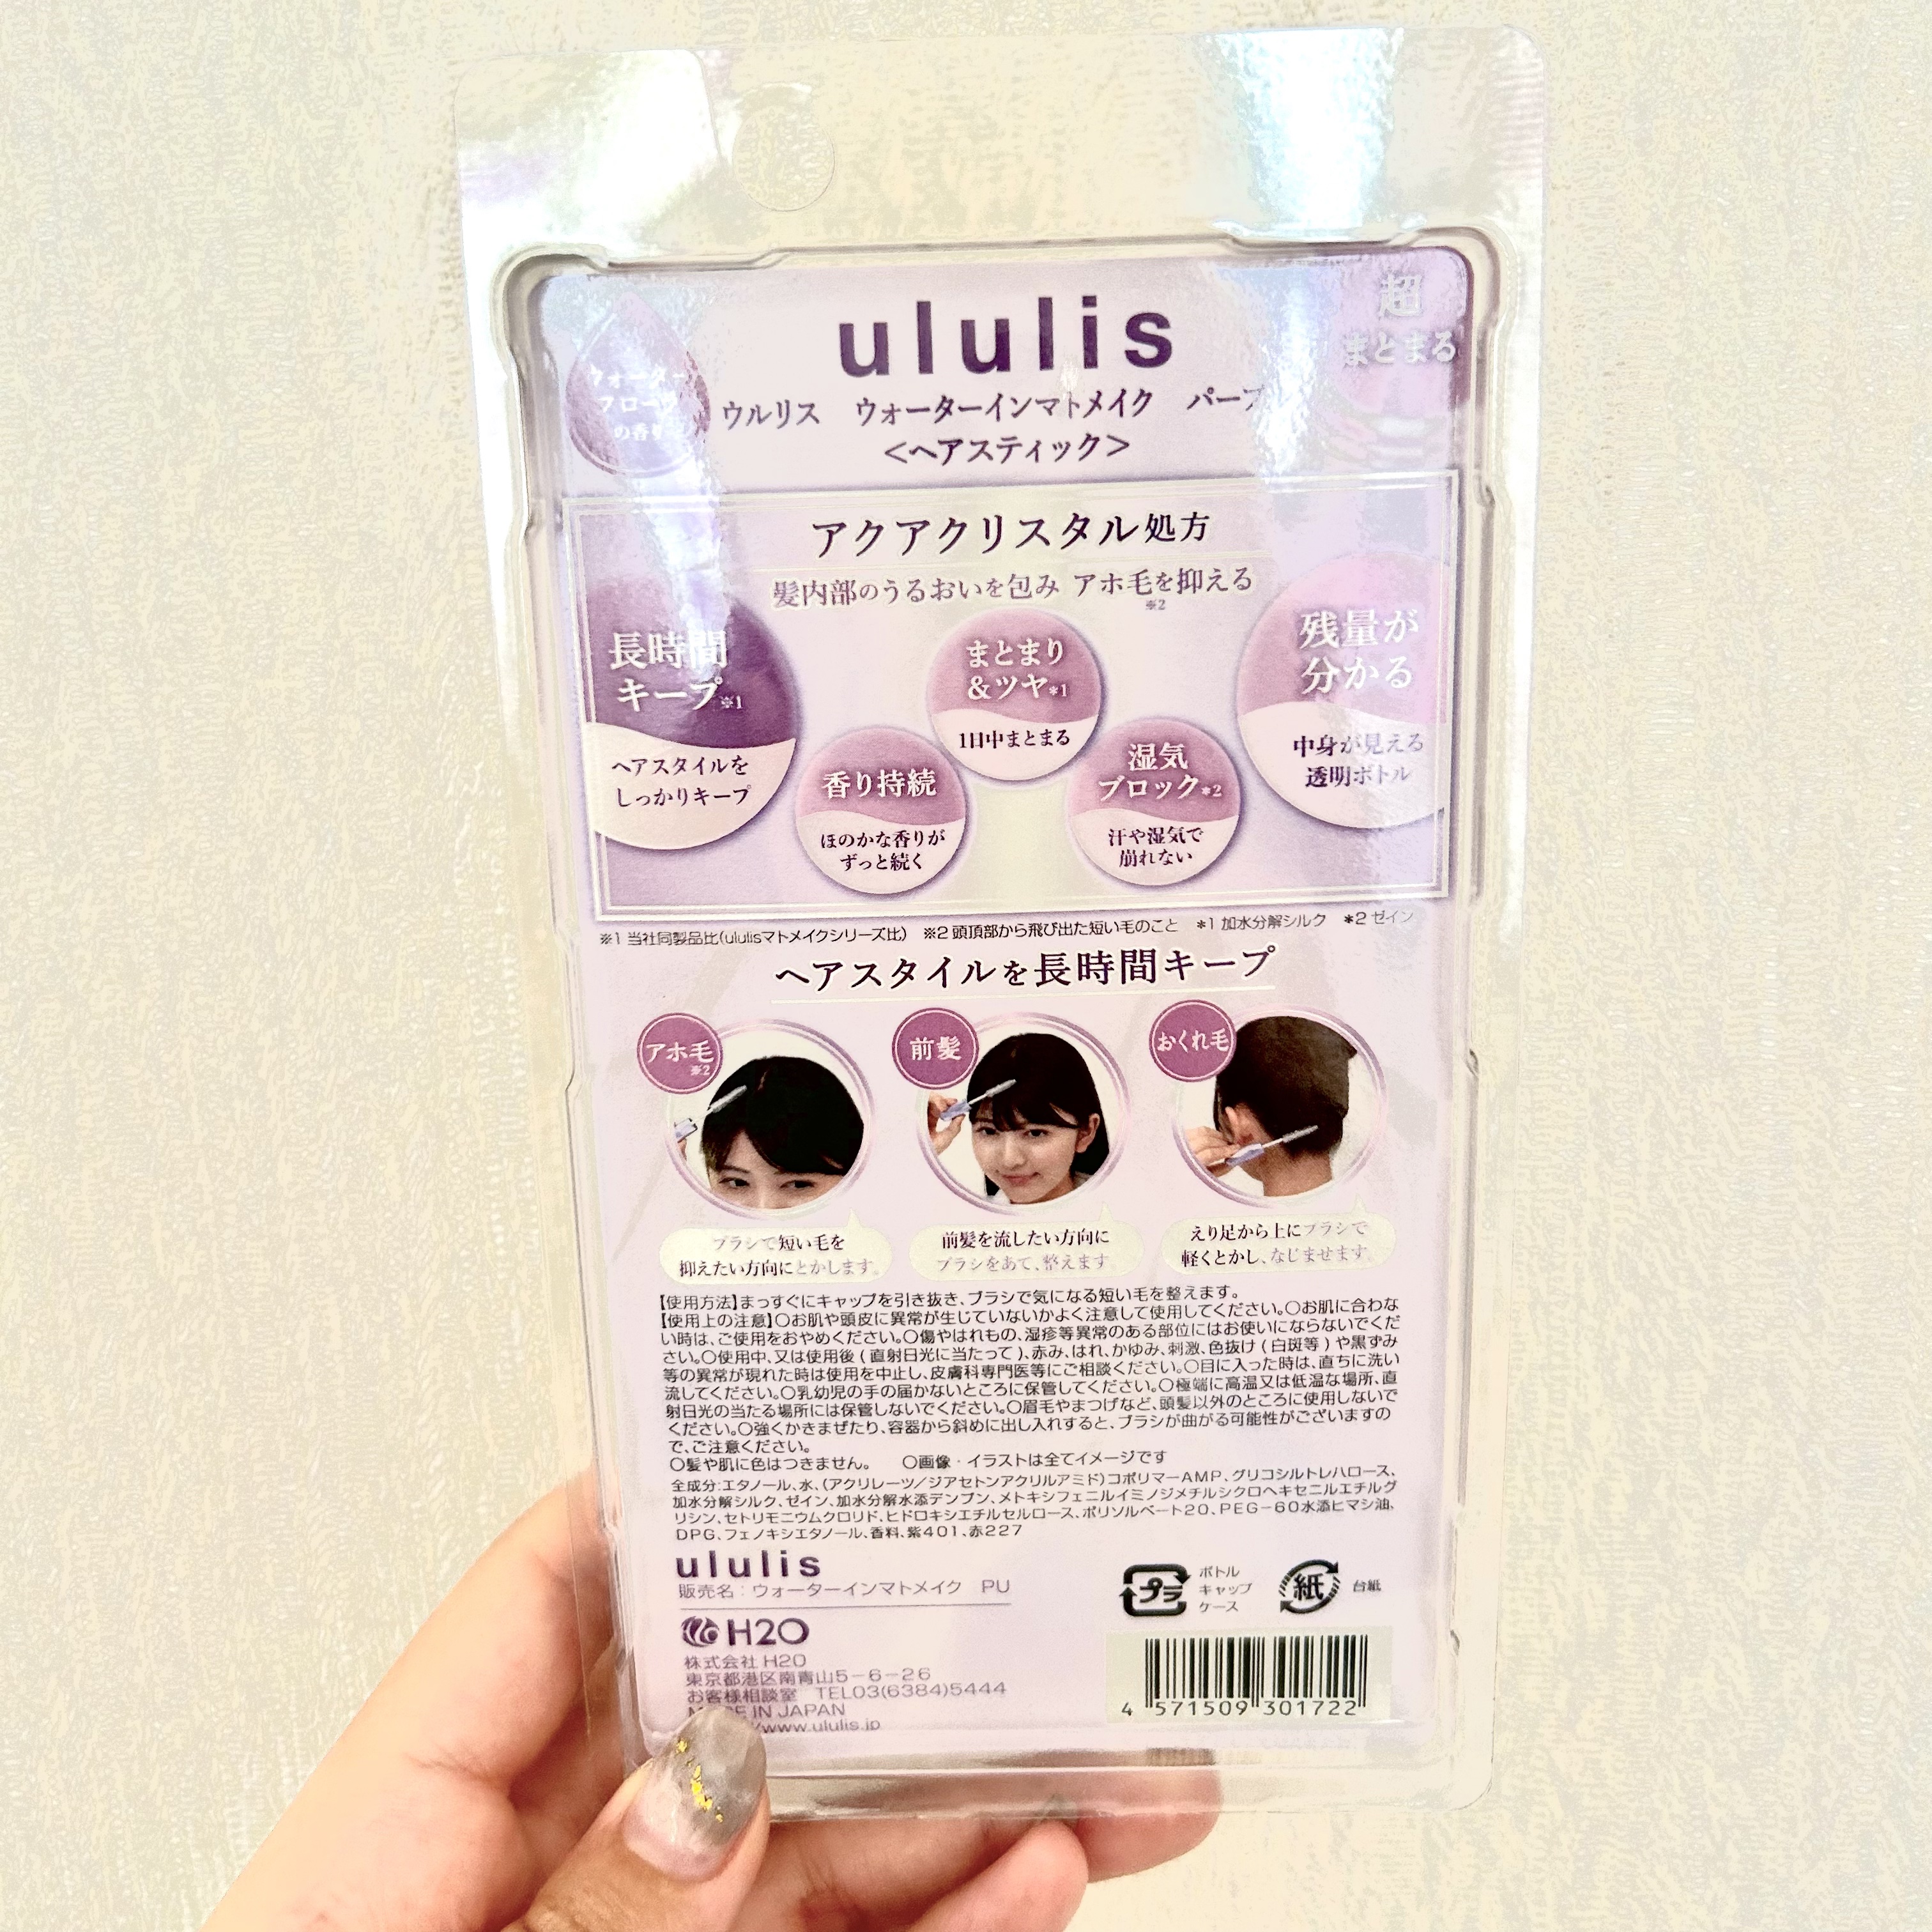 ululis
超
まとまる
ウォーター
フロー
の香り
ウルリス ウォーターインマトメイク パープ
<ヘアスティック>
アクアクリスタル処方
髪内部のうるおいを包み アホ毛を抑える
※2
長時間
キープ※1
ヘアスタイルを
しっかりキープ
香り持続
ほのかな香りが
ずっと続く
まとまり
&ツヤ*1
1日中まとまる
湿気
ブロック*2
汗や湿気で
崩れない
残量が
分かる
中身が見える
透明ボトル
※1 当社同製品比(ululisマトメイクシリーズ比) ※2 頭頂部から飛び出た短い毛のこと *1 加水分解シルク *2 ゼイン
ヘアスタイルを長時間キープ
アホ毛
※2
ブラシで短い毛を
抑えたい方向にとかします。
前髪
前髪を流したい方向に
ブラシをあて、整えます
おくれ毛
えり足から上にブラシで
軽くとかし、なじませます。
【使用方法】まっすぐにキャップを引き抜き、ブラシで気になる短い毛を整えます。
【使用上の注意】○お肌や頭皮に異常が生じていないかよく注意して使用してください。○お肌に合わな
い時は、ご使用をおやめください。○傷やはれもの、湿疹等異常のある部位にはお使いにならないでくだ
さい。○使用中、又は使用後(直射日光に当たって)、赤み、はれ、かゆみ、刺激、色抜け(白斑等)や黒ずみ
等の異常が現れた時は使用を中止し、皮膚科専門医等にご相談ください。○目に入った時は、直ちに洗い
流してください。○乳幼児の手の届かないところに保管してください。○極端に高温又は低温な場所、直
射日光の当たる場所には保管しないでください。○眉毛やまつげなど、頭髪以外のところに使用しないで
ください。○強くかきまぜたり、容器から斜めに出し入れすると、ブラシが曲がる可能性がございますの
で、ご注意ください。
○髪や肌に色はつきません。 ○画像・イラストは全てイメージです
全成分:エタノール、水、(アクリレーツ/ジアセトンアクリルアミド)コポリマーAMP、グリコシルトレハロース、
加水分解シルク、ゼイン、加水分解水添デンプン、メトキシフェニルイミノジメチルシクロヘキセニルエチルグ
リシン、セトリモニウムクロリド、ヒドロキシエチルセルロース、ポリソルベート20、PEG-60水添ヒマシ油、
DPG、フェノキシエタノール、香料、紫401、赤227
ululis
販売名:ウォーターインマトメイク PU
H2O
株式会社 H2O
東京都港区南青山5-6-26
お客様相談室 TEL03(6384)5444
IN JAPAN
www.ululis.jp
プラ
ボトル
キャップ
ケース
紙
台紙
4 571509 301722